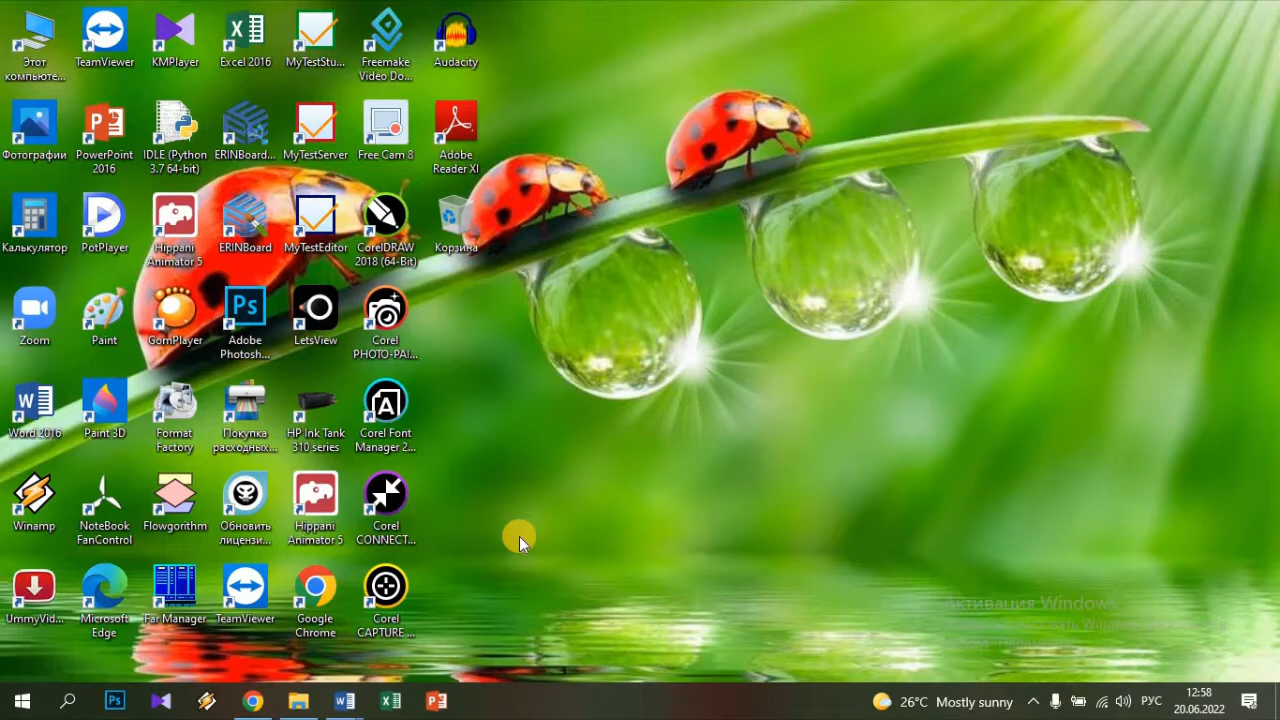 Этот
компьюте...
TeamViewer
KMPlayer
Excel 2016
MyTestStu...
Freemake
Video Do...
Audacity
Фотографии
PowerPoint
2016
IDLE (Python
3.7 64-bit)
ERINBoard...
MyTestServer
Free Cam 8
Adobe
Reader XI
Калькулятор
PotPlayer
Hippani
Animator 5
ERINBoard
MyTestEditor
CorelDRAW
2018 (64-Bit)
Корзина
Zoom
Paint
GomPlayer
Ps
Adobe
Photosh...
LetsView
Corel
PHOTO-PAI...
Word 2016
Paint 3D
Format
Factory
Покупка
расходных...
HP Ink Tank
310 series
Corel Font
Manager 2...
Winamp
NoteBook
FanControl
Flowgorithm
Обновить
лицензи...
Hippani
Animator 5
Corel
CONNECT...
UmmyVid...
Microsoft
Edge
Far Manager
TeamViewer
Google
Chrome
Corel
CAPTURE ...
Активация Windows
Ps
26°C Mostly sunny
РУС
12:58
20.06.2022